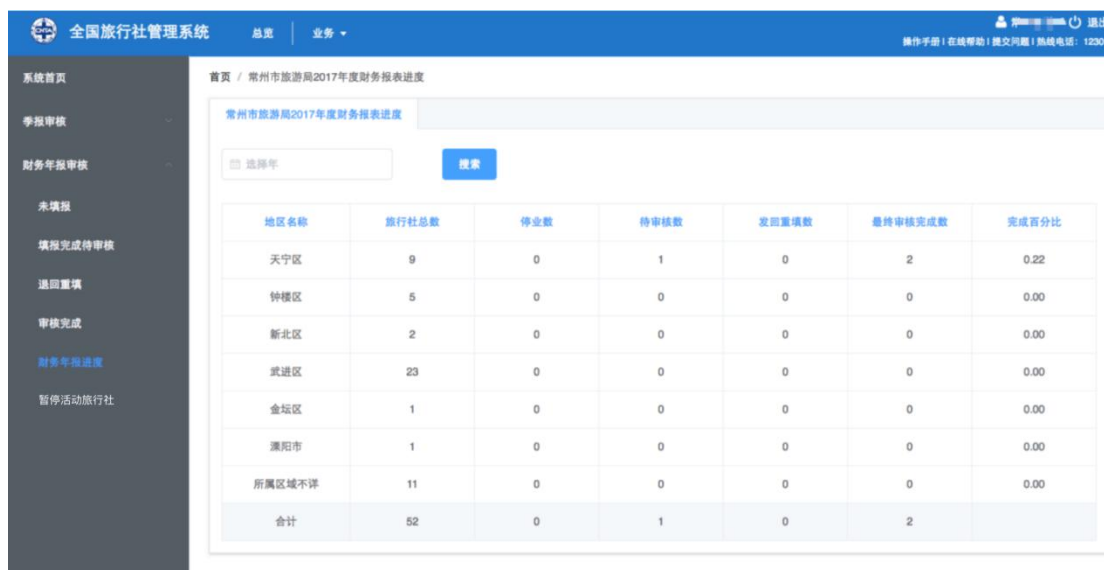 全国旅行社管理系统 总览 业务 退出
操作手册 | 在线帮助 | 提交问题 | 热线电话：1230
系统首页
季报审核
财务年报审核
未填报
填报完成待审核
退回重填
审核完成
财务年报进度
暂停活动旅行社
首页 / 常州市旅游局2017年度财务报表进度
常州市旅游局2017年度财务报表进度
选择年 搜索
地区名称 旅行社总数 停业数 待审核数 发回重填数 最终审核完成数 完成百分比
天宁区 9 0 1 0 2 0.22
钟楼区 5 0 0 0 0 0.00
新北区 2 0 0 0 0 0.00
武进区 23 0 0 0 0 0.00
金坛区 1 0 0 0 0 0.00
溧阳市 1 0 0 0 0 0.00
所属区域不详 11 0 0 0 0 0.00
合计 52 0 1 0 2